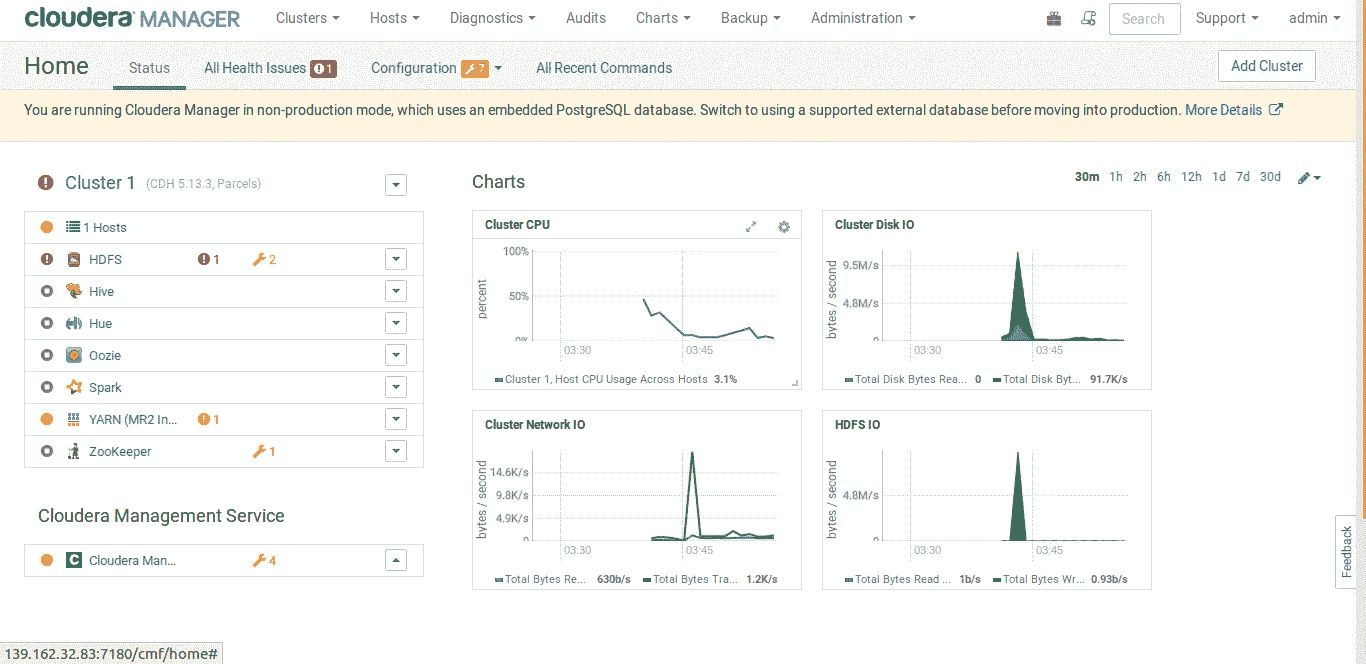 cloudera MANAGER Clusters Hosts Diagnostics Audits Charts Backup Administration Search Support admin
Home Status All Health Issues 1 Configuration 7 All Recent Commands Add Cluster
You are running Cloudera Manager in non-production mode, which uses an embedded PostgreSQL database. Switch to using a supported external database before moving into production. More Details
Cluster 1 (CDH 5.13.3, Parcels)
1 Hosts
HDFS 1 2
Hive
Hue
Oozie
Spark
YARN (MR2 In... 1
ZooKeeper 1
Cloudera Management Service
C Cloudera Man... 4
Charts
30m 1h 2h 6h 12h 1d 7d 30d
Cluster CPU
percent
100%
50%
0%
03:30 03:45
Cluster 1, Host CPU Usage Across Hosts 3.1%
Cluster Disk IO
bytes / second
9.5M/s
4.8M/s
0
03:30 03:45
Total Disk Bytes Rea... 0 Total Disk Byt... 91.7K/s
Cluster Network IO
bytes / second
14.6K/s
9.8K/s
4.9K/s
0
03:30 03:45
Total Bytes Re... 630b/s Total Bytes Tra... 1.2K/s
HDFS IO
bytes / second
4.8M/s
0
03:30 03:45
Total Bytes Read ... 1b/s Total Bytes Wr... 0.93b/s
Feedback
139.162.32.83:7180/cmf/home#